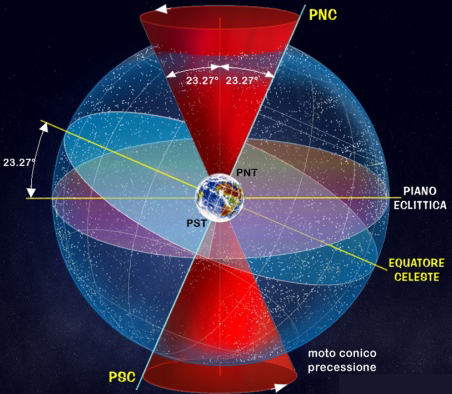 PNC
23.27° 23.27°
23.27°
PNT
PST
PIANO
ECLITTICA
EQUATORE
CELESTE
moto conico
precessione
PSC